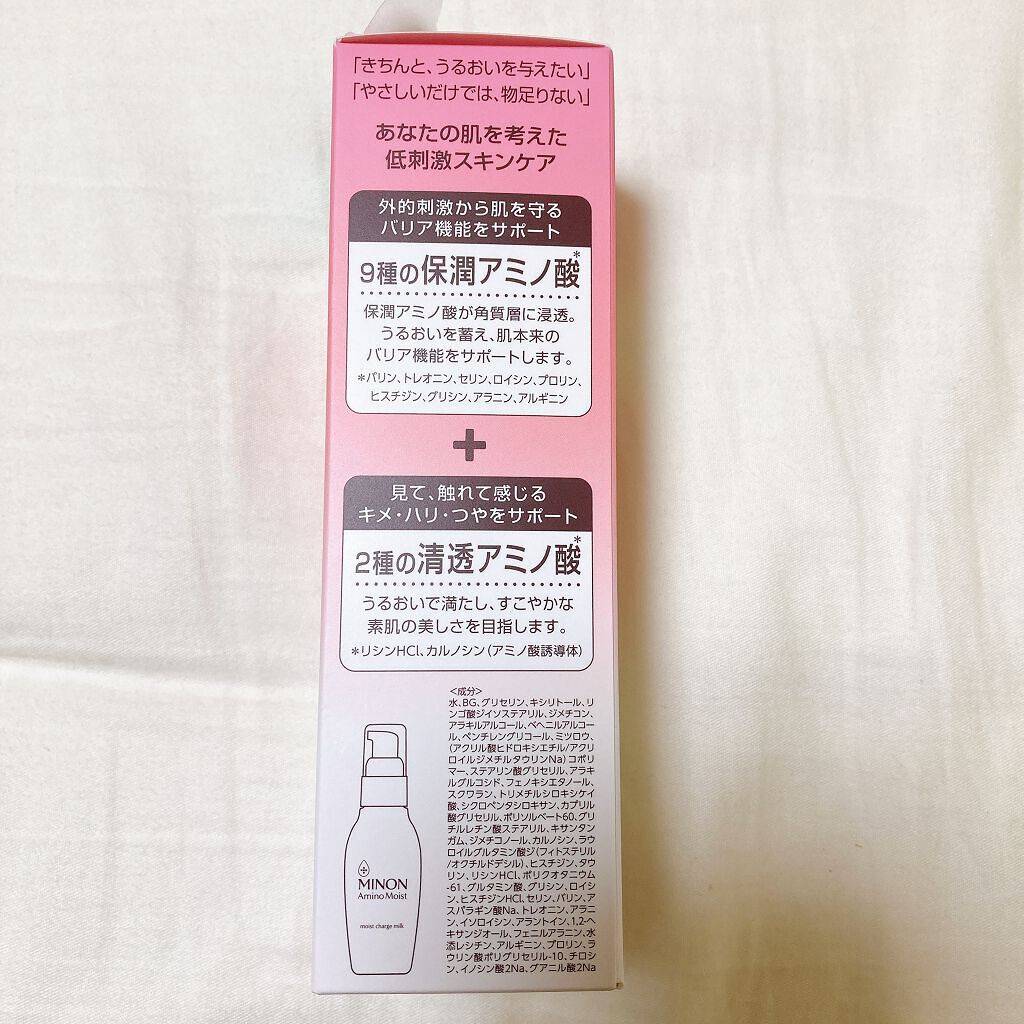 「きちんと、うるおいを与えたい」
「やさしいだけでは、物足りない」
あなたの肌を考えた
低刺激スキンケア
外的刺激から肌を守る
バリア機能をサポート
9種の保潤アミノ酸*
保潤アミノ酸が角質層に浸透。
うるおいを蓄え、肌本来の
バリア機能をサポートします。
*バリン、トレオニン、セリン、ロイシン、プロリン、
ヒスチジン、グリシン、アラニン、アルギニン
+
見て、触れて感じる
キメ・ハリ・つやをサポート
2種の清透アミノ酸*
うるおいで満たし、すこやかな
素肌の美しさを目指します。
*リシンHCl、カルノシン(アミノ酸誘導体)
<成分>
水、BG、グリセリン、キシリトール、リ
ンゴ酸ジイソステアリル、ジメチコン、
アラキルアルコール、ベヘニルアルコー
ル、ペンチレングリコール、ミツロウ、
(アクリル酸ヒドロキシエチル/アクリ
ロイルジメチルタウリンNa)コポリ
マー、ステアリン酸グリセリル、アラキ
ルグルコシド、フェノキシエタノール、
スクワラン、トリメチルシロキシケイ
酸、シクロペンタシロキサン、カプリル
酸グリセリル、ポリソルベート60、グリ
チルレチン酸ステアリル、キサンタン
ガム、ジメチコノール、カルノシン、ラウ
ロイルグルタミン酸ジ(フィトステリル
/オクチルドデシル)、ヒスチジン、タウ
リン、リシンHCl、ポリクオタニウム
-61、グルタミン酸、グリシン、ロイシ
ン、ヒスチジンHCl、セリン、バリン、ア
スパラギン酸Na、トレオニン、アラニ
ン、イソロイシン、アラントイン、1,2-ヘ
キサンジオール、フェニルアラニン、水
添レシチン、アルギニン、プロリン、ラ
ウリン酸ポリグリセリル-10、チロシ
ン、イノシン酸2Na、グアニル酸2Na
MINON
Amino Moist
moist charge milk